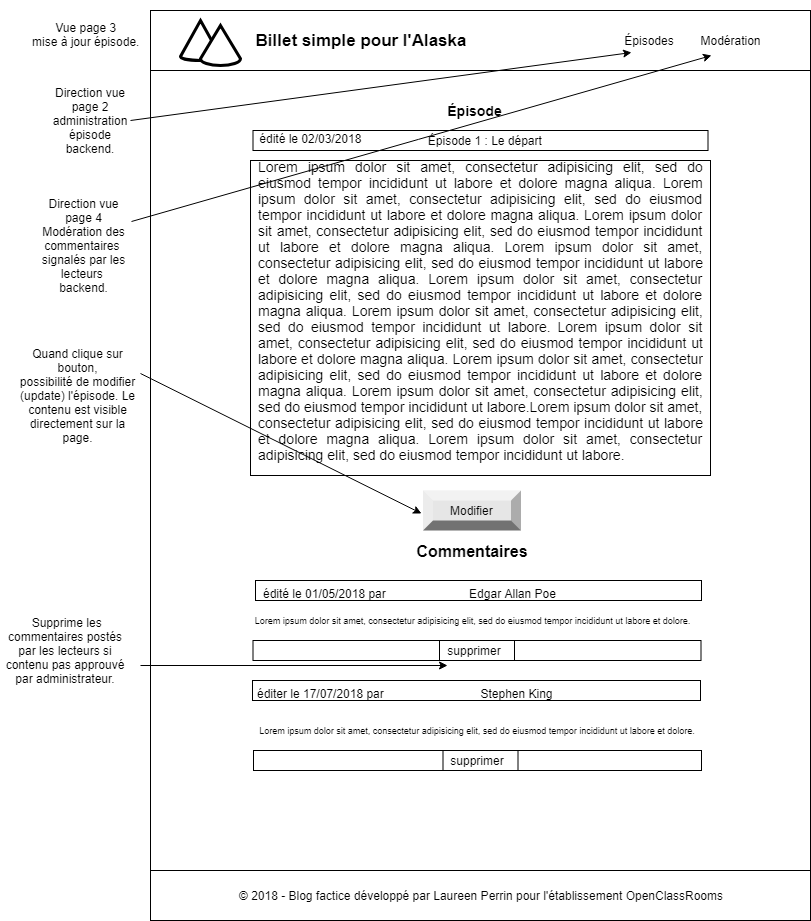 Vue page 3
mise à jour épisode.
Billet simple pour l'Alaska
Épisodes
Modération
Direction vue
page 2
administration
épisode
backend.
Épisode
édité le 02/03/2018
Épisode 1 : Le départ
Direction vue
page 4
Modération des
commentaires
signalés par les
lecteurs
backend.
Lorem ipsum dolor sit amet, consectetur adipisicing elit, sed do
eiusmod tempor incididunt ut labore et dolore magna aliqua. Lorem
ipsum dolor sit amet, consectetur adipisicing elit, sed do eiusmod
tempor incididunt ut labore et dolore magna aliqua. Lorem ipsum dolor
sit amet, consectetur adipisicing elit, sed do eiusmod tempor incididunt
ut labore et dolore magna aliqua. Lorem ipsum dolor sit amet,
consectetur adipisicing elit, sed do eiusmod tempor incididunt ut labore
et dolore magna aliqua. Lorem ipsum dolor sit amet, consectetur
adipisicing elit, sed do eiusmod tempor incididunt ut labore et dolore
magna aliqua. Lorem ipsum dolor sit amet, consectetur adipisicing elit,
sed do eiusmod tempor incididunt ut labore. Lorem ipsum dolor sit
amet, consectetur adipisicing elit, sed do eiusmod tempor incididunt ut
labore et dolore magna aliqua. Lorem ipsum dolor sit amet, consectetur
adipisicing elit, sed do eiusmod tempor incididunt ut labore et dolore
magna aliqua. Lorem ipsum dolor sit amet, consectetur adipisicing elit,
sed do eiusmod tempor incididunt ut labore.Lorem ipsum dolor sit amet,
consectetur adipisicing elit, sed do eiusmod tempor incididunt ut labore
et dolore magna aliqua. Lorem ipsum dolor sit amet, consectetur
adipisicing elit, sed do eiusmod tempor incididunt ut labore.
Quand clique sur
bouton,
possibilité de modifier
(update) l'épisode. Le
contenu est visible
directement sur la
page.
Modifier
Commentaires
édité le 01/05/2018 par
Edgar Allan Poe
Lorem ipsum dolor sit amet, consectetur adipisicing elit, sed do eiusmod tempor incididunt ut labore et dolore.
supprimer
Supprime les
commentaires postés
par les lecteurs si
contenu pas approuvé
par administrateur.
éditer le 17/07/2018 par
Stephen King
Lorem ipsum dolor sit amet, consectetur adipisicing elit, sed do eiusmod tempor incididunt ut labore et dolore.
supprimer
© 2018 - Blog factice développé par Laureen Perrin pour l'établissement OpenClassRooms